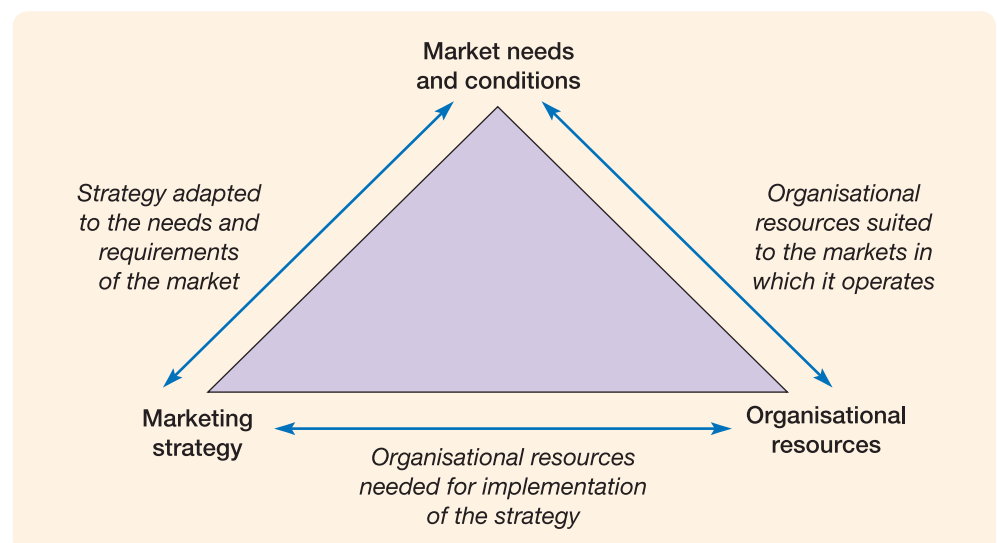 Market needs
and conditions
Strategy adapted
to the needs and
requirements
of the market
Organisational
resources suited
to the markets in
which it operates
Marketing
strategy
Organisational
resources
Organisational resources
needed for implementation
of the strategy